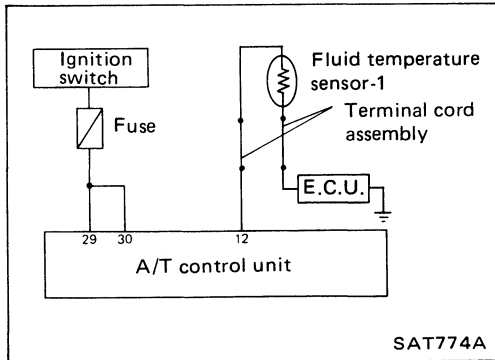 Ignition
switch
Fuse
Fluid temperature
sensor-1
Terminal cord
assembly
E.C.U.
29 30 12
A/T control unit
SAT774A